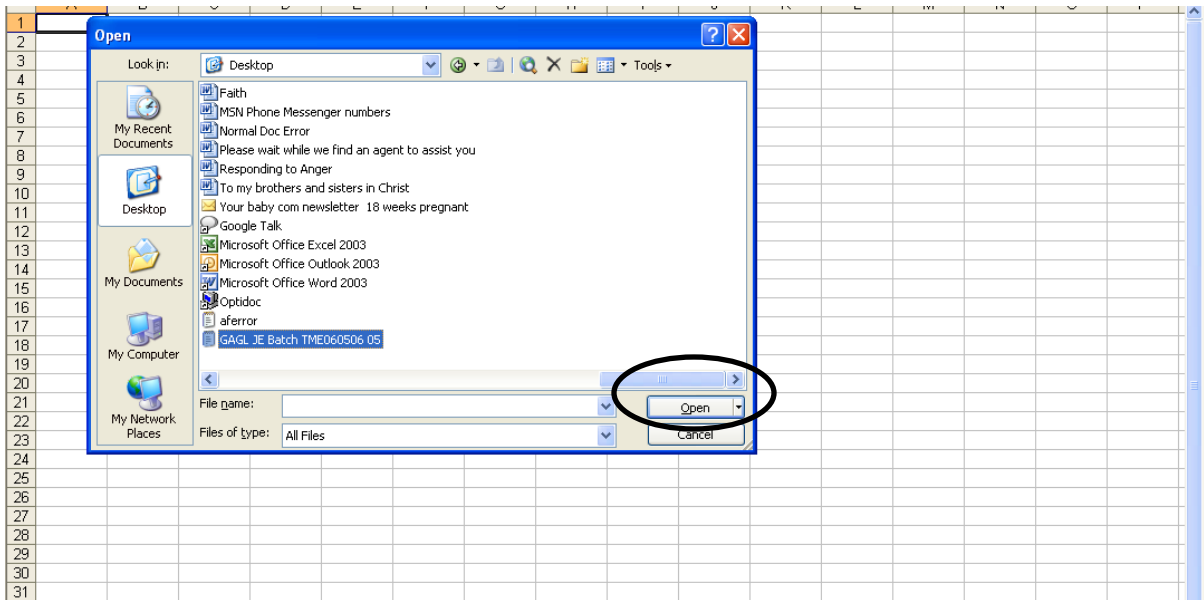 1
2
3
4
5
6
7
8
9
10
11
12
13
14
15
16
17
18
19
20
21
22
23
24
25
26
27
28
29
30
31
Open
Look in: Desktop Tools
My Recent Documents
Desktop
My Documents
My Computer
My Network Places
Faith
MSN Phone Messenger numbers
Normal Doc Error
Please wait while we find an agent to assist you
Responding to Anger
To my brothers and sisters in Christ
Your baby com newsletter 18 weeks pregnant
Google Talk
Microsoft Office Excel 2003
Microsoft Office Outlook 2003
Microsoft Office Word 2003
Optidoc
aferror
GAGL JE Batch TME060506 05
File name: Open
Files of type: All Files Cancel